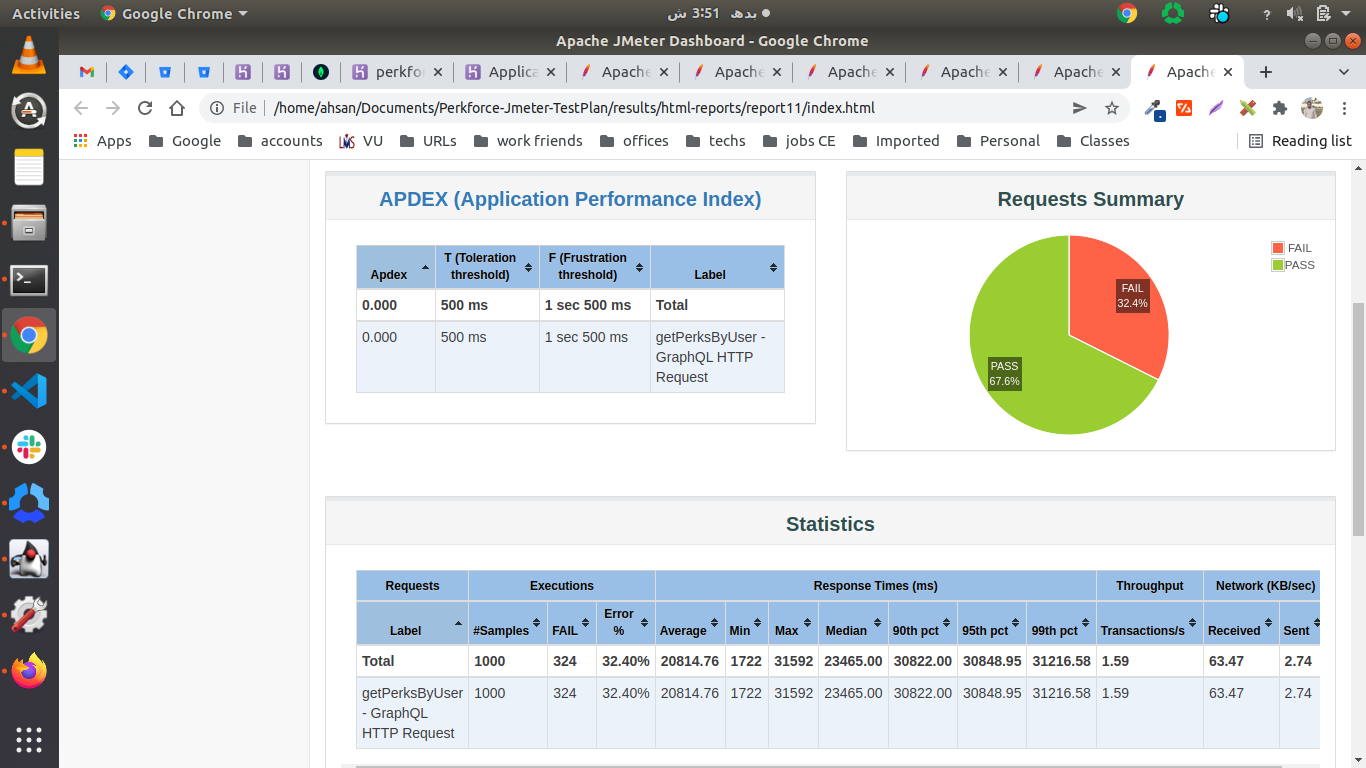 Activities
Google Chrome
بدھ 3:51 ش
?
Apache JMeter Dashboard - Google Chrome
perkfo
Applica
Apache
Apache
Apache
Apache
Apache
Apache
File
/home/ahsan/Documents/Perkforce-Jmeter-TestPlan/results/html-reports/report11/index.html
Apps
Google
accounts
VU
URLs
work friends
offices
techs
jobs CE
Imported
Personal
Classes
Reading list
APDEX (Application Performance Index)
Apdex
T (Toleration
threshold)
F (Frustration
threshold)
Label
0.000
500 ms
1 sec 500 ms
Total
0.000
500 ms
1 sec 500 ms
getPerksByUser -
GraphQL HTTP
Request
Requests Summary
FAIL
PASS
FAIL
32.4%
PASS
67.6%
Statistics
Requests
Executions
Response Times (ms)
Throughput
Network (KB/sec)
Label
#Samples
FAIL
Error
%
Average
Min
Max
Median
90th pct
95th pct
99th pct
Transactions/s
Received
Sent
Total
1000
324
32.40%
20814.76
1722
31592
23465.00
30822.00
30848.95
31216.58
1.59
63.47
2.74
getPerksByUser
- GraphQL
HTTP Request
1000
324
32.40%
20814.76
1722
31592
23465.00
30822.00
30848.95
31216.58
1.59
63.47
2.74